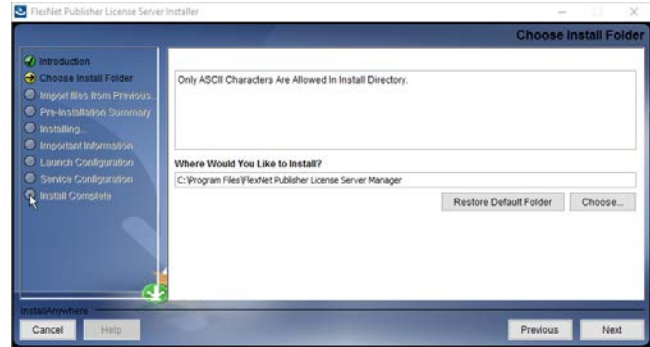 FlexNet Publisher License Server Installer
Choose Install Folder
Introduction
Choose Install Folder
Import files from Previous...
Pre-Installation Summary
Installing...
Important Information
Launch Configuration
Service Configuration
Install Complete
Only ASCII Characters Are Allowed In Install Directory.
Where Would You Like to Install?
C:\Program Files\FlexNet Publisher License Server Manager
Restore Default Folder
Choose...
InstallAnywhere
Cancel
Help
Previous
Next